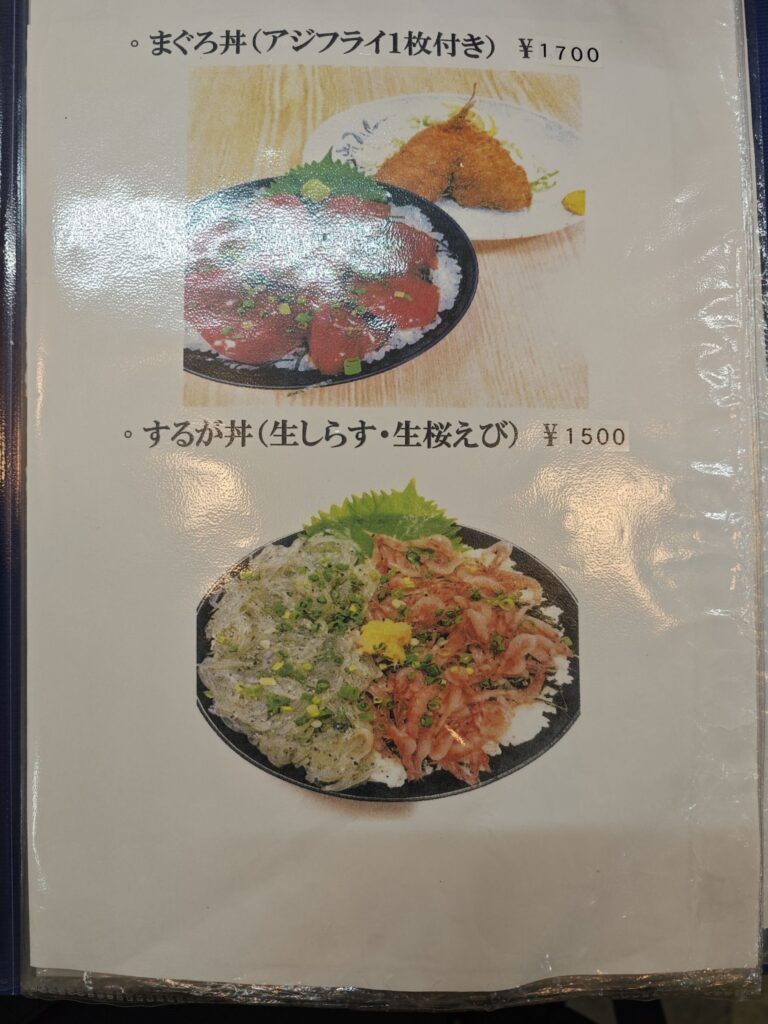 。まぐろ丼(アジフライ1枚付き) ¥1700
。するが丼(生しらす・生桜えび) ¥1500